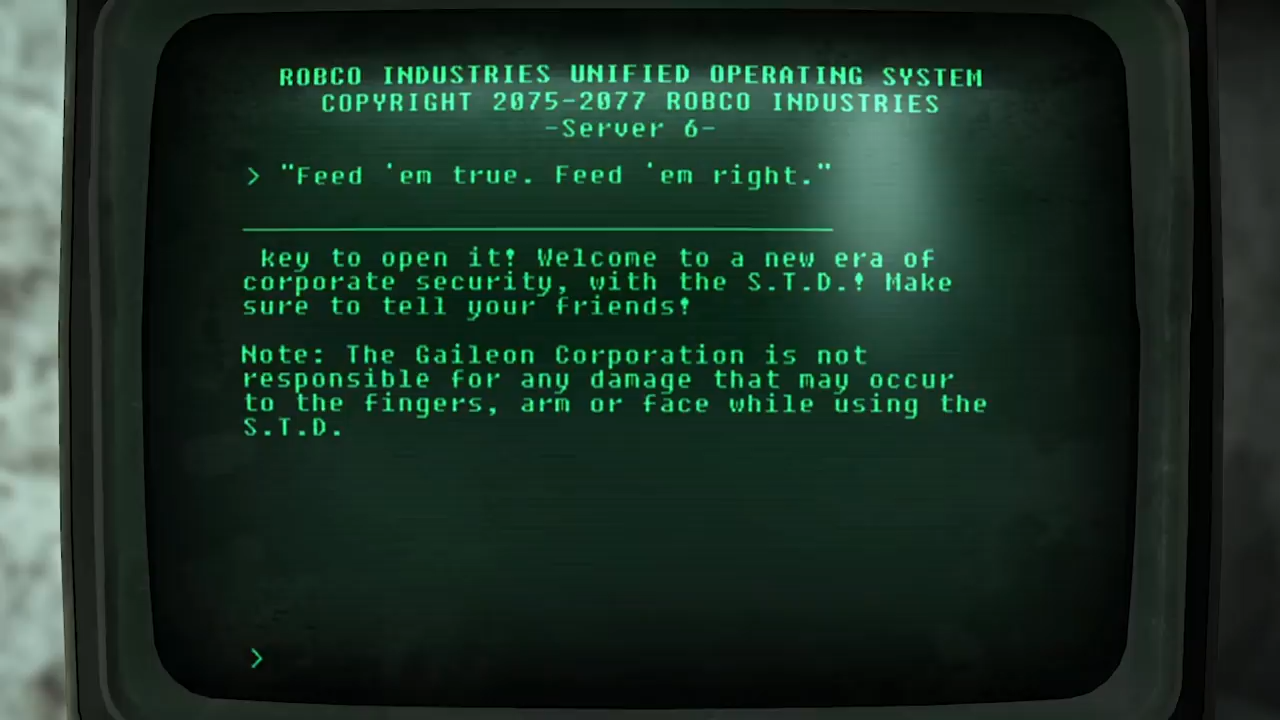 ROBCO INDUSTRIES UNIFIED OPERATING SYSTEM
COPYRIGHT 2075-2077 ROBCO INDUSTRIES
-Server 6-
> "Feed 'em true. Feed 'em right."
key to open it! Welcome to a new era of
corporate security, with the S.T.D.! Make
sure to tell your friends!
Note: The Gaileon Corporation is not
responsible for any damage that may occur
to the fingers, arm or face while using the
S.T.D.
>